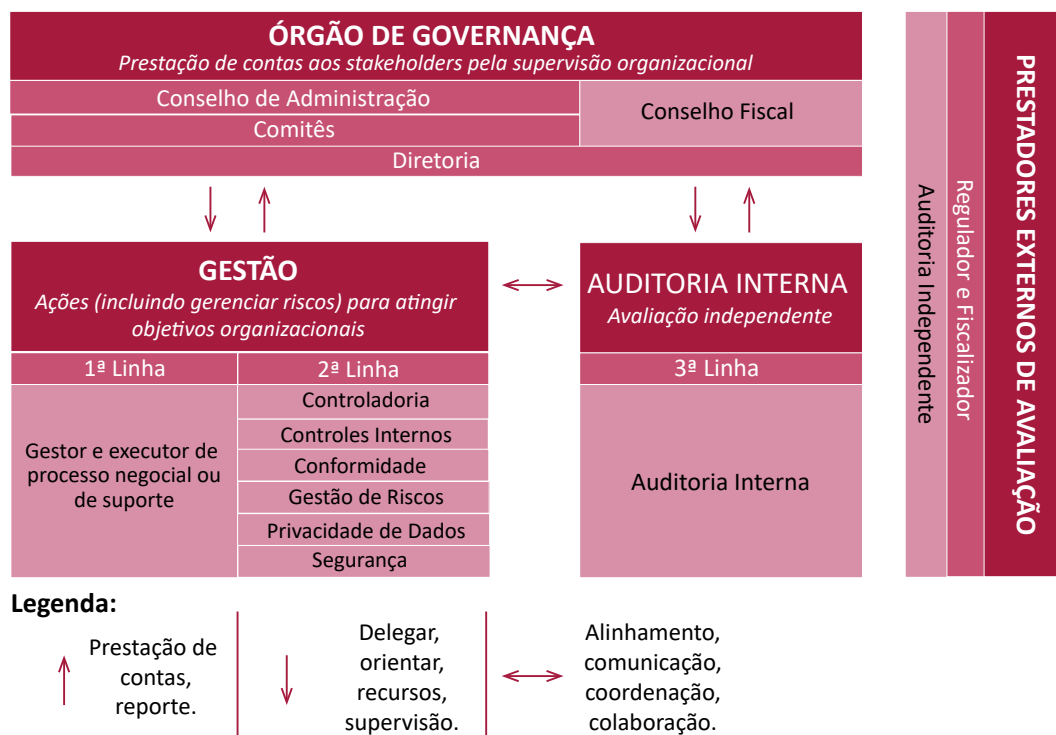 ÓRGÃO DE GOVERNANÇA
Prestação de contas aos stakeholders pela supervisão organizacional
Conselho de Administração
Comitês
Conselho Fiscal
Diretoria
GESTÃO
Ações (incluindo gerenciar riscos) para atingir
objetivos organizacionais
1ª Linha
2ª Linha
Gestor e executor de
processo negocial ou
de suporte
Controladoria
Controles Internos
Conformidade
Gestão de Riscos
Privacidade de Dados
Segurança
AUDITORIA INTERNA
Avaliação independente
3ª Linha
Auditoria Interna
Auditoria Independente
Regulador e Fiscalizador
PRESTADORES EXTERNOS DE AVALIAÇÃO
Legenda:
Prestação de
contas,
reporte.
Delegar,
orientar,
recursos,
supervisão.
Alinhamento,
comunicação,
coordenação,
colaboração.